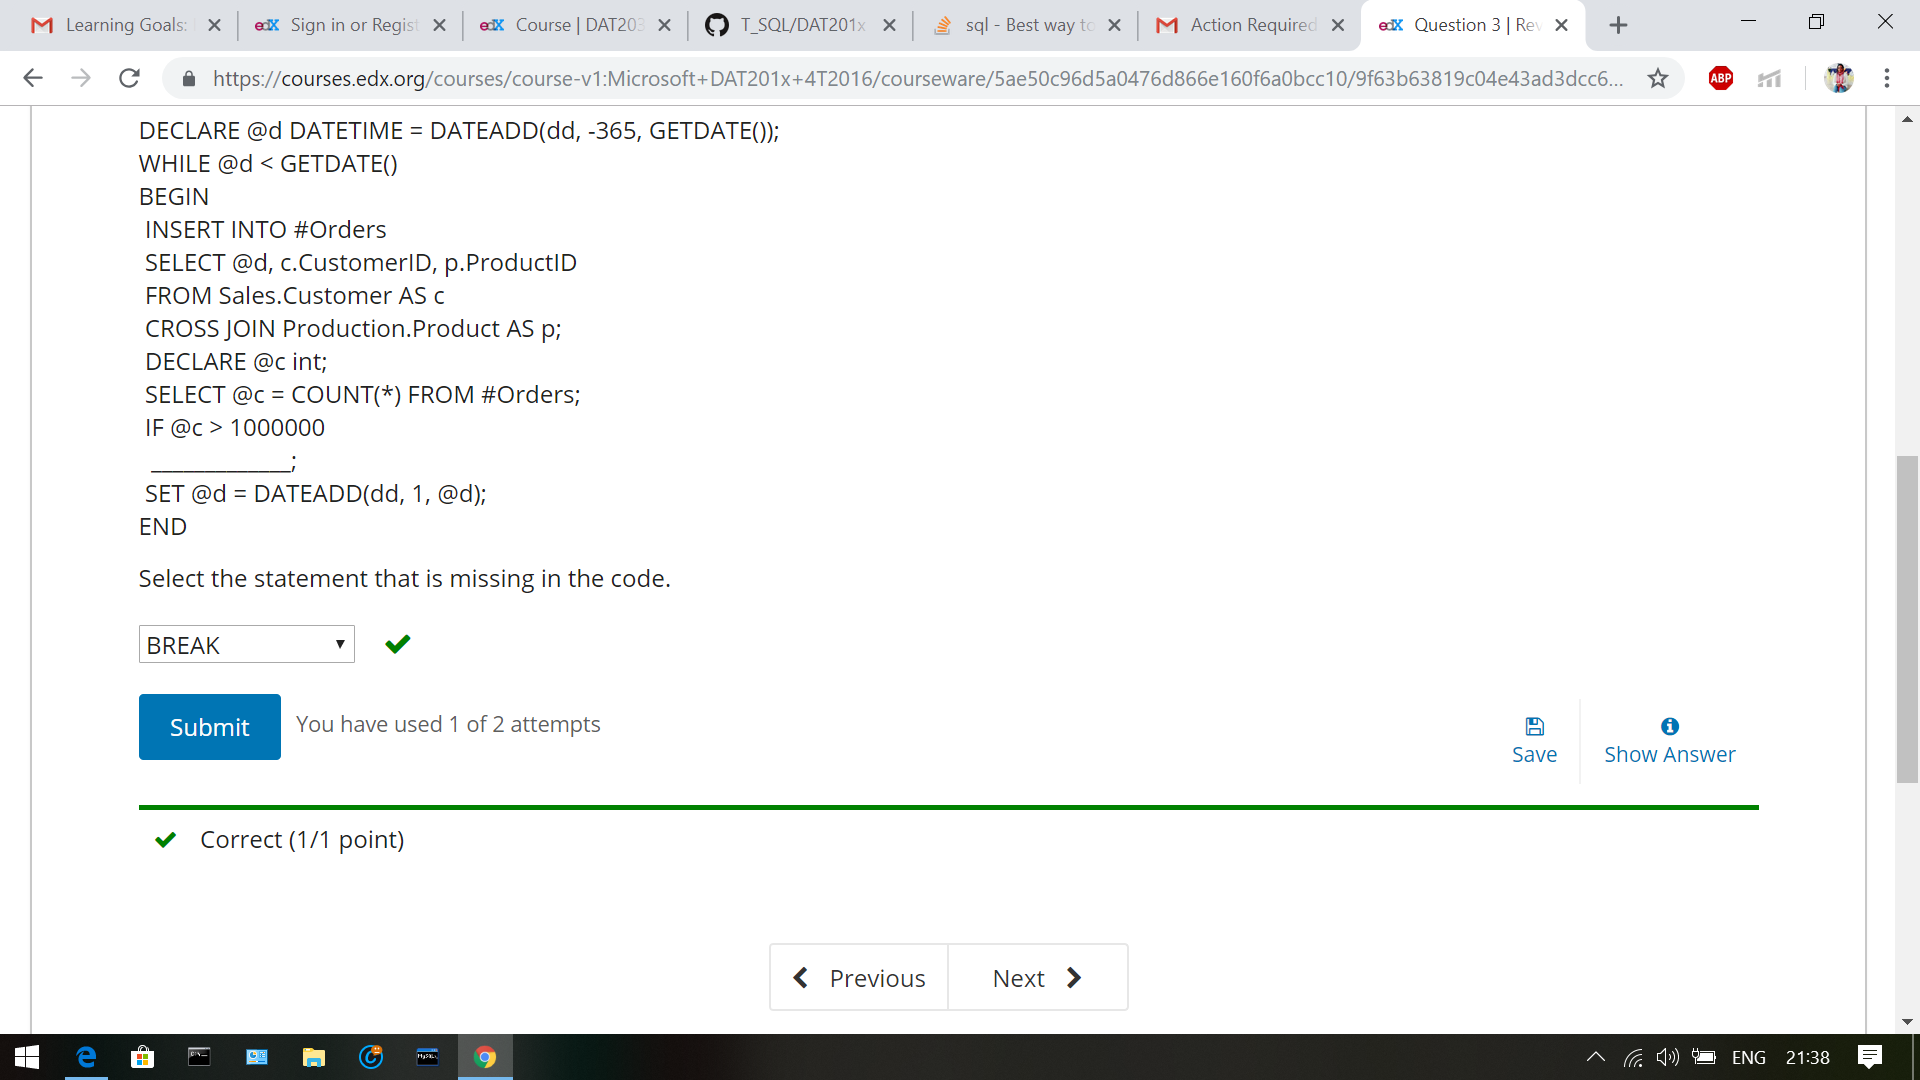 Learning Goals:
edX Sign in or Regist
edX Course | DAT203
T_SQL/DAT201x
sql - Best way to
Action Required
edX Question 3 | Rev
https://courses.edx.org/courses/course-v1:Microsoft+DAT201x+4T2016/courseware/5ae50c96d5a0476d866e160f6a0bcc10/9f63b63819c04e43ad3dcc6...
ABP
DECLARE @d DATETIME = DATEADD(dd, -365, GETDATE());
WHILE @d < GETDATE()
BEGIN
INSERT INTO #Orders
SELECT @d, c.CustomerID, p.ProductID
FROM Sales.Customer AS c
CROSS JOIN Production.Product AS p;
DECLARE @c int;
SELECT @c = COUNT(*) FROM #Orders;
IF @c > 1000000
_____________;
SET @d = DATEADD(dd, 1, @d);
END
Select the statement that is missing in the code.
BREAK
Submit
You have used 1 of 2 attempts
Save
Show Answer
Correct (1/1 point)
Previous
Next
ENG
21:38